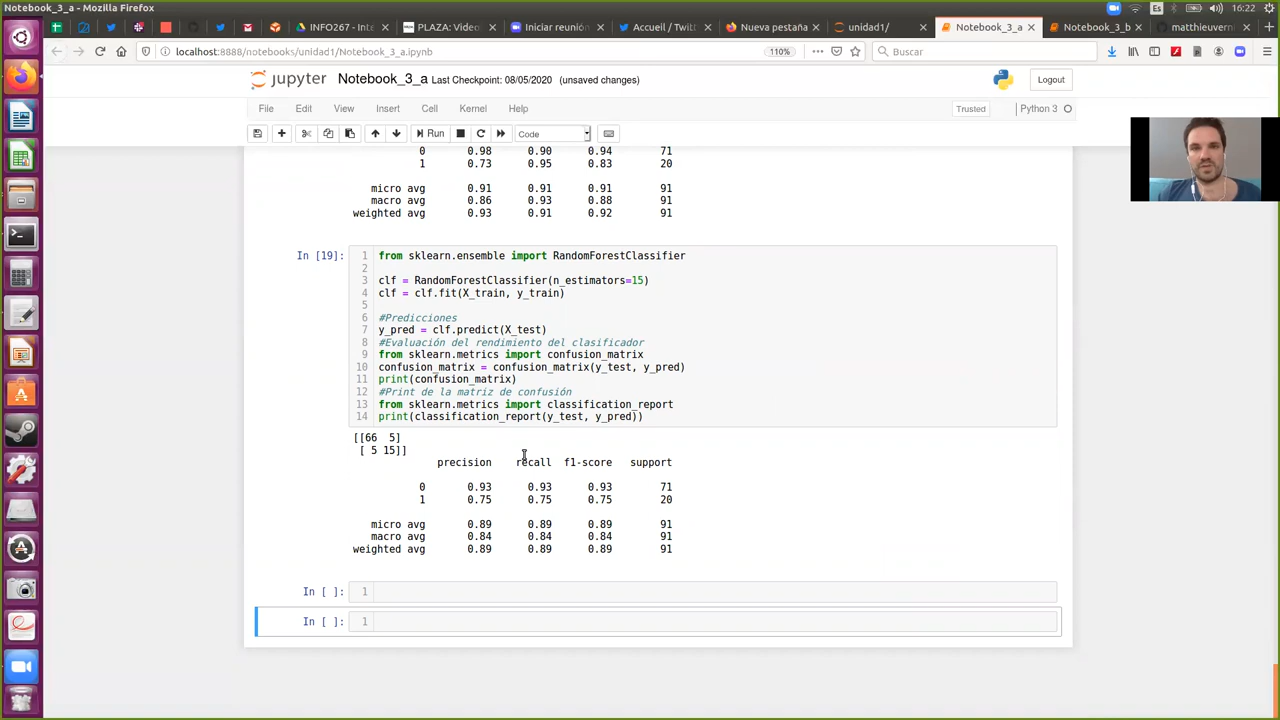 Notebook_3_a - Mozilla Firefox
Es
16:22
INFO267 - Int
PLAZA: Video
Iniciar reunión
Accueil / Twitt
Nueva pestaña
unidad1/
Notebook_3_a
Notebook_3_b
matthieuvern
localhost:8888/notebooks/unidad1/Notebook_3_a.ipynb
110%
Buscar
jupyter
Notebook_3_a Last Checkpoint: 08/05/2020 (unsaved changes)
Logout
File Edit View Insert Cell Kernel Help
Trusted
Python 3
Run
Code
0 0.98 0.90 0.94 71
1 0.73 0.95 0.83 20
micro avg 0.91 0.91 0.91 91
macro avg 0.86 0.93 0.88 91
weighted avg 0.93 0.91 0.92 91
In [19]:
1 from sklearn.ensemble import RandomForestClassifier
2
3 clf = RandomForestClassifier(n_estimators=15)
4 clf = clf.fit(X_train, y_train)
5
6 #Predicciones
7 y_pred = clf.predict(X_test)
8 #Evaluación del rendimiento del clasificador
9 from sklearn.metrics import confusion_matrix
10 confusion_matrix = confusion_matrix(y_test, y_pred)
11 print(confusion_matrix)
12 #Print de la matriz de confusión
13 from sklearn.metrics import classification_report
14 print(classification_report(y_test, y_pred))
[[66 5]
[ 5 15]]
precision recall f1-score support
0 0.93 0.93 0.93 71
1 0.75 0.75 0.75 20
micro avg 0.89 0.89 0.89 91
macro avg 0.84 0.84 0.84 91
weighted avg 0.89 0.89 0.89 91
In [ ]: 1
In [ ]: 1